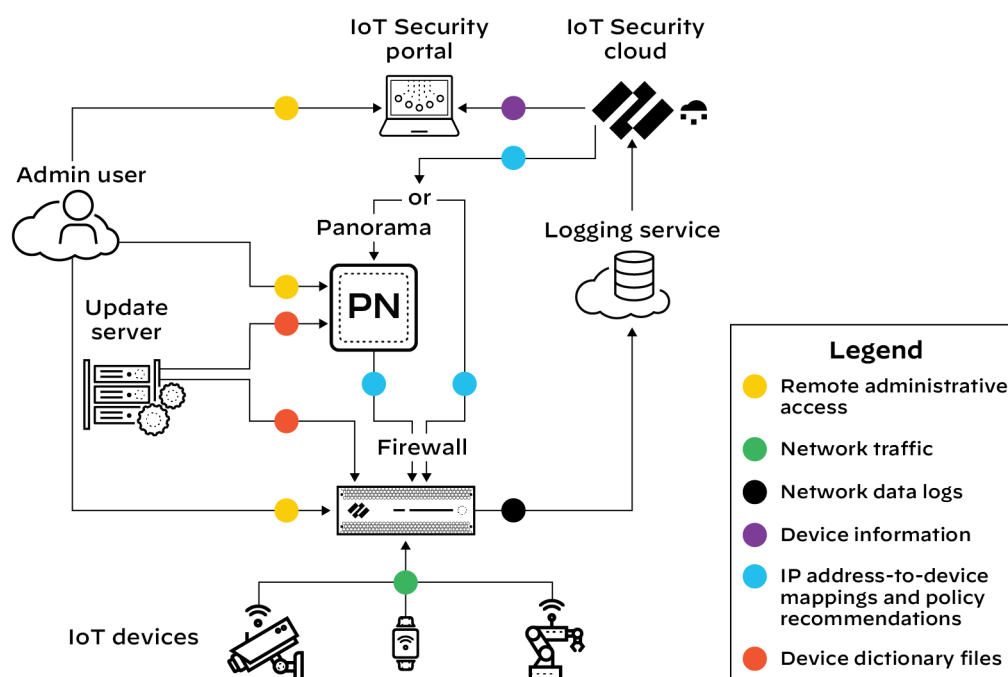 IoT Security
portal
IoT Security
cloud
Admin user
or
Panorama
Logging service
PN
Update
server
Firewall
IoT devices
Legend
Remote administrative
access
Network traffic
Network data logs
Device information
IP address-to-device
mappings and policy
recommendations
Device dictionary files